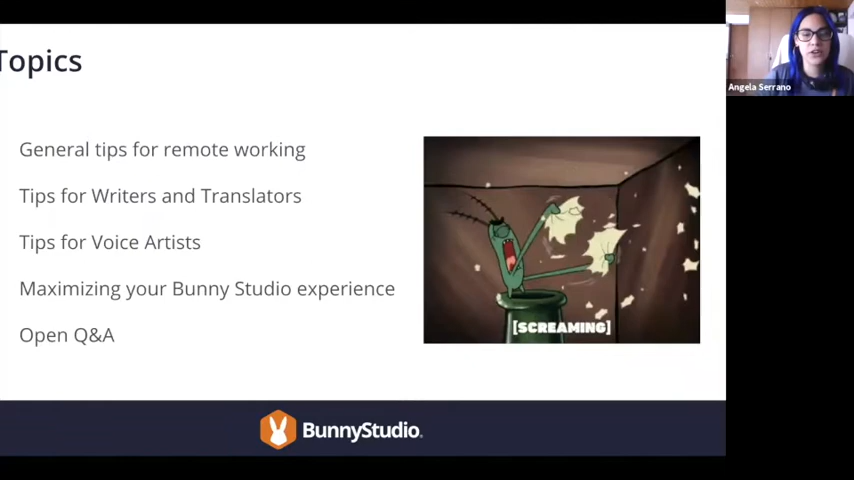 Topics
Angela Serrano
General tips for remote working
Tips for Writers and Translators
Tips for Voice Artists
Maximizing your Bunny Studio experience
Open Q&A
[SCREAMING]
BunnyStudio.